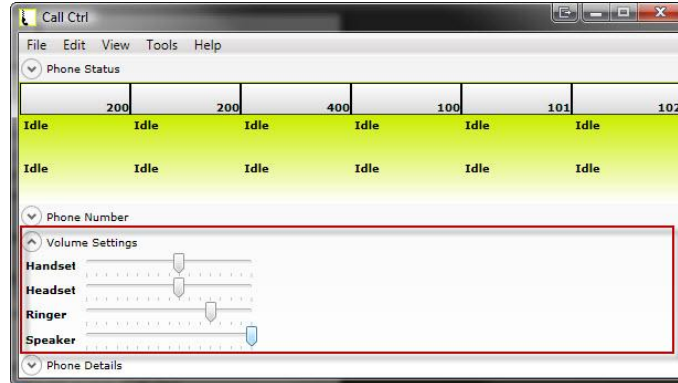 Call Ctrl
File Edit View Tools Help
Phone Status
200 200 400 100 101 102
Idle Idle Idle Idle Idle Idle
Idle Idle Idle Idle Idle Idle
Phone Number
Volume Settings
Handset
Headset
Ringer
Speaker
Phone Details